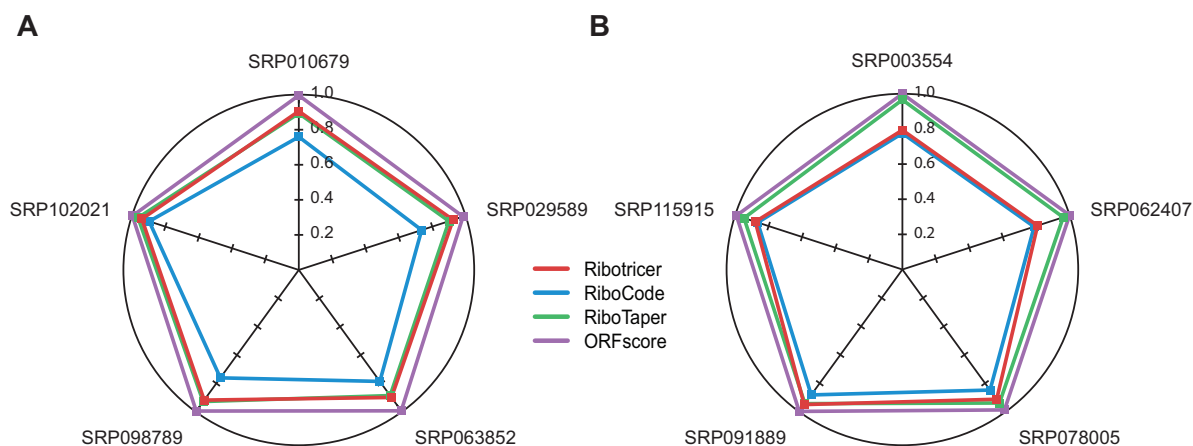 A
B
SRP010679
SRP003554
1.0
0.8
0.6
0.4
0.2
1.0
0.8
0.6
0.4
0.2
SRP102021
SRP029589
SRP115915
SRP062407
Ribotricer
RiboCode
RiboTaper
ORFscore
SRP098789
SRP063852
SRP091889
SRP078005